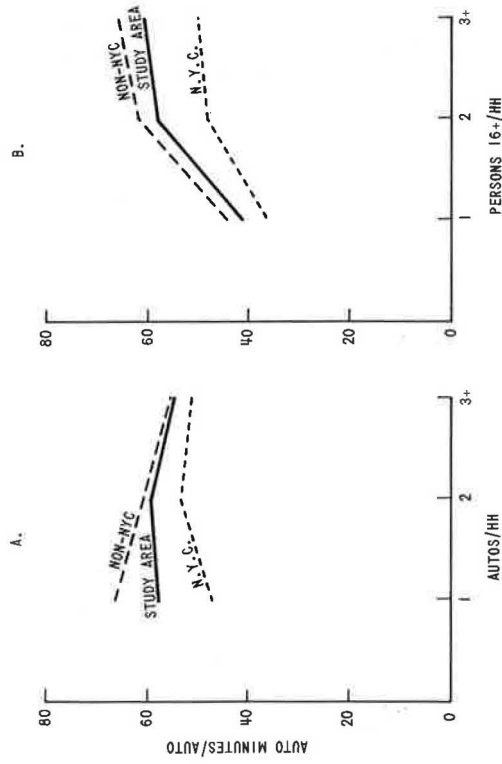 A.
80
60
40
20
0
AUTO MINUTES/AUTO
NON-NYC
STUDY AREA
N.Y.C.
1
2
3+
AUTOS/HH
B.
80
60
40
20
0
NON-NYC
STUDY AREA
N.Y.C.
1
2
3+
PERSONS 16+/HH